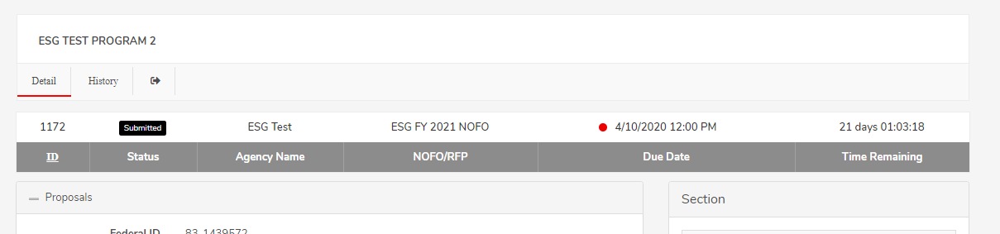 ESG TEST PROGRAM 2
Detail History
1172 Submitted ESG Test ESG FY 2021 NOFO 4/10/2020 12:00 PM 21 days 01:03:18
ID Status Agency Name NOFO/RFP Due Date Time Remaining
Proposals
Section
Federal ID 83-1439572